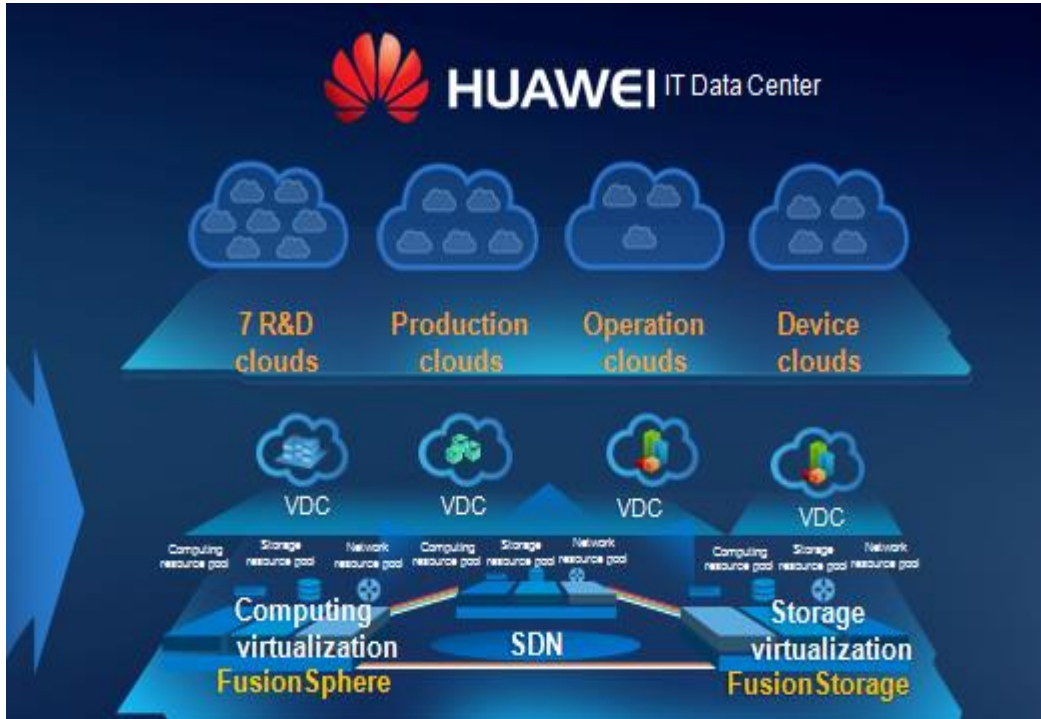 HUAWEI IT Data Center
7 R&D
clouds
Production
clouds
Operation
clouds
Device
clouds
VDC
VDC
VDC
VDC
Computing
resource pool
Storage
resource pool
Network
resource pool
Computing
resource pool
Storage
resource pool
Network
resource pool
Computing
resource pool
Storage
resource pool
Network
resource pool
Computing
virtualization
FusionSphere
SDN
Storage
virtualization
FusionStorage